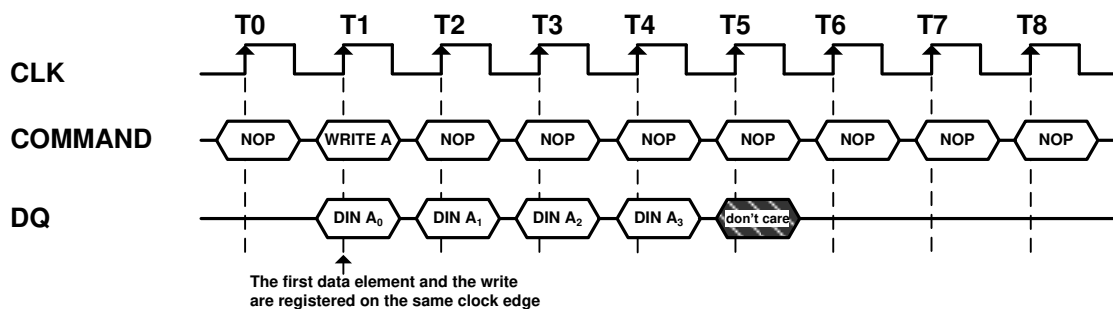 T0 T1 T2 T3 T4 T5 T6 T7 T8
CLK
COMMAND NOP WRITE A NOP NOP NOP NOP NOP NOP NOP
DQ DIN A₀ DIN A₁ DIN A₂ DIN A₃ don't care
The first data element and the write
are registered on the same clock edge